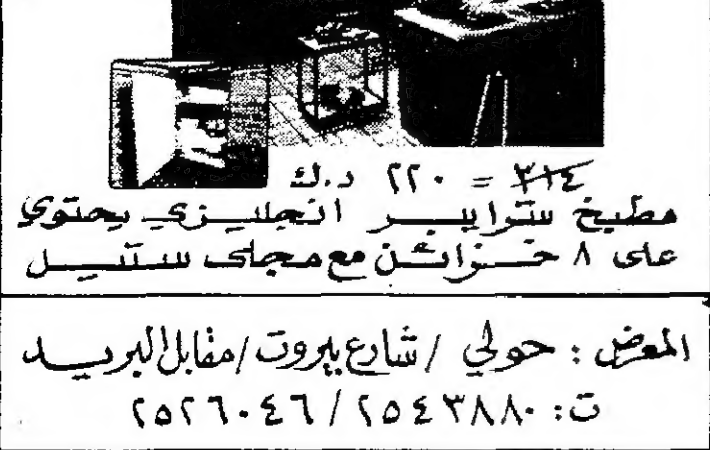 ٣١٤ = ٢٢٠ د.ك
مطبخ سترايبر انجليزي يحتوي
على ٨ خزائن مع مجلى ستيل
المعرض : حولي / شارع بيروت / مقابل البريد
ت: ٢٥٤٣٨٨٠ / ٢٥٢٦٠٤٦